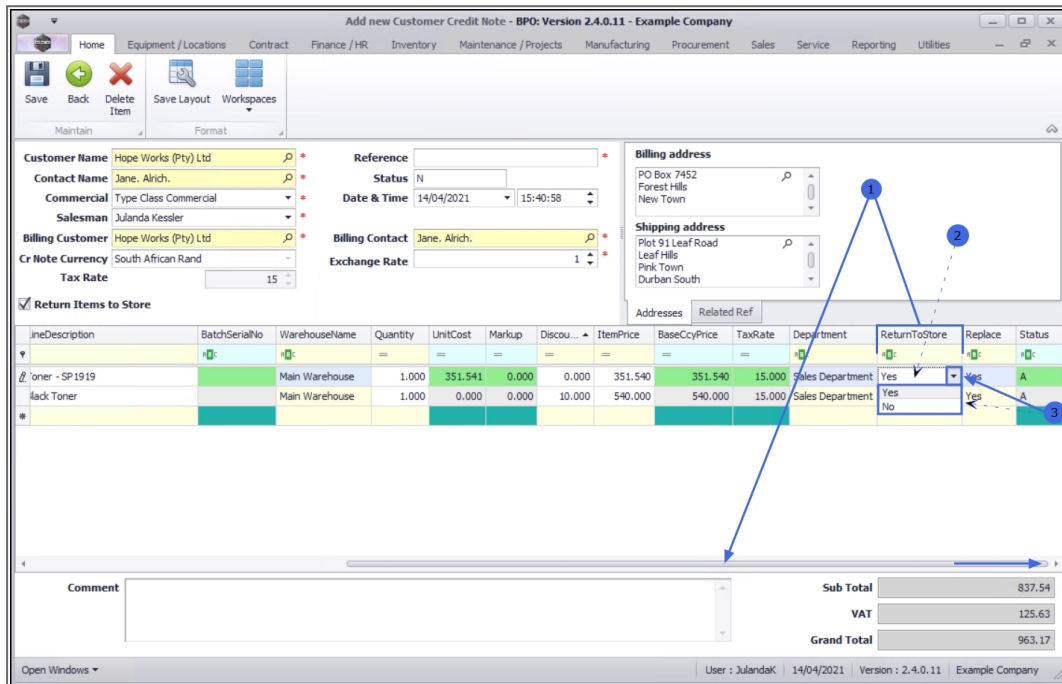 Add new Customer Credit Note - BPO: Version 2.4.0.11 - Example Company
Home Equipment / Locations Contract Finance / HR Inventory Maintenance / Projects Manufacturing Procurement Sales Service Reporting Utilities
Save Back Delete Item Save Layout Workspaces
Maintain Format
Customer Name Hope Works (Pty) Ltd *
Contact Name Jane. Alrich. *
Commercial Type Class Commercial *
Salesman Julanda Kessler *
Billing Customer Hope Works (Pty) Ltd *
Cr Note Currency South African Rand
Tax Rate 15
Return Items to Store
Reference *
Status N
Date & Time 14/04/2021 15:40:58
Billing Contact Jane. Alrich. *
Exchange Rate 1 *
Billing address
PO Box 7452
Forest Hills
New Town
Shipping address
Plot 91 Leaf Road
Leaf Hills
Pink Town
Durban South
Addresses Related Ref
1
2
LineDescription BatchSerialNo WarehouseName Quantity UnitCost Markup Discou... ItemPrice BaseCcyPrice TaxRate Department ReturnToStore Replace Status
Toner - SP1919 Main Warehouse 1.000 351.541 0.000 0.000 351.540 351.540 15.000 Sales Department Yes Yes A
Black Toner Main Warehouse 1.000 0.000 0.000 10.000 540.000 540.000 15.000 Sales Department Yes A
Yes
No
3
Comment
Sub Total 837.54
VAT 125.63
Grand Total 963.17
Open Windows User : JulandaK 14/04/2021 Version : 2.4.0.11 Example Company